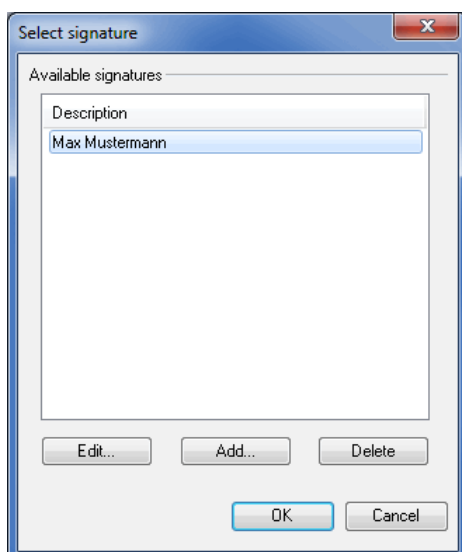 Select signature
Available signatures
Description
Max Mustermann
Edit... Add... Delete
OK Cancel